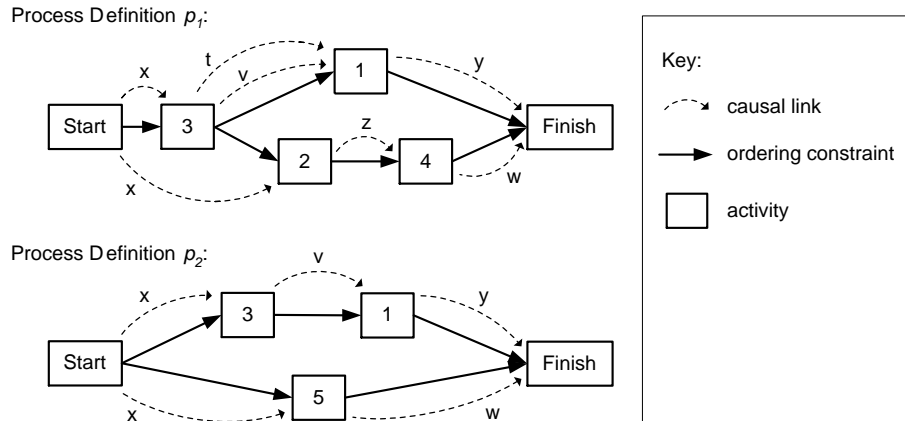 Process Definition p1:
x
t
v
y
1
Start
3
Finish
z
2
4
x
w
Key:
causal link
ordering constraint
activity
Process Definition p2:
v
x
y
3
1
Start
Finish
5
x
w